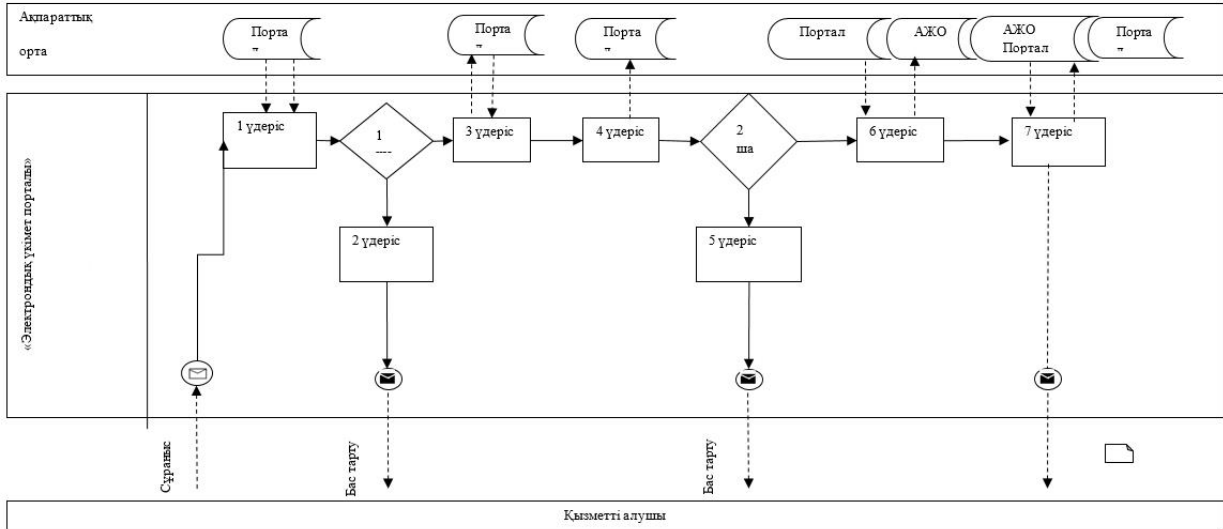 Ақпараттық
орта
Порта
Порта
Порта
Портал
АЖО
АЖО
Портал
Порта
«Электрондық үкімет порталы»
1 үдеріс
1
3 үдеріс
4 үдеріс
2
ша
6 үдеріс
7 үдеріс
2 үдеріс
5 үдеріс
Сұраныс
Бас тарту
Бас тарту
Қызметті алушы